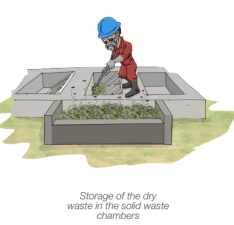 Storage of the dry
waste in the solid waste
chambers